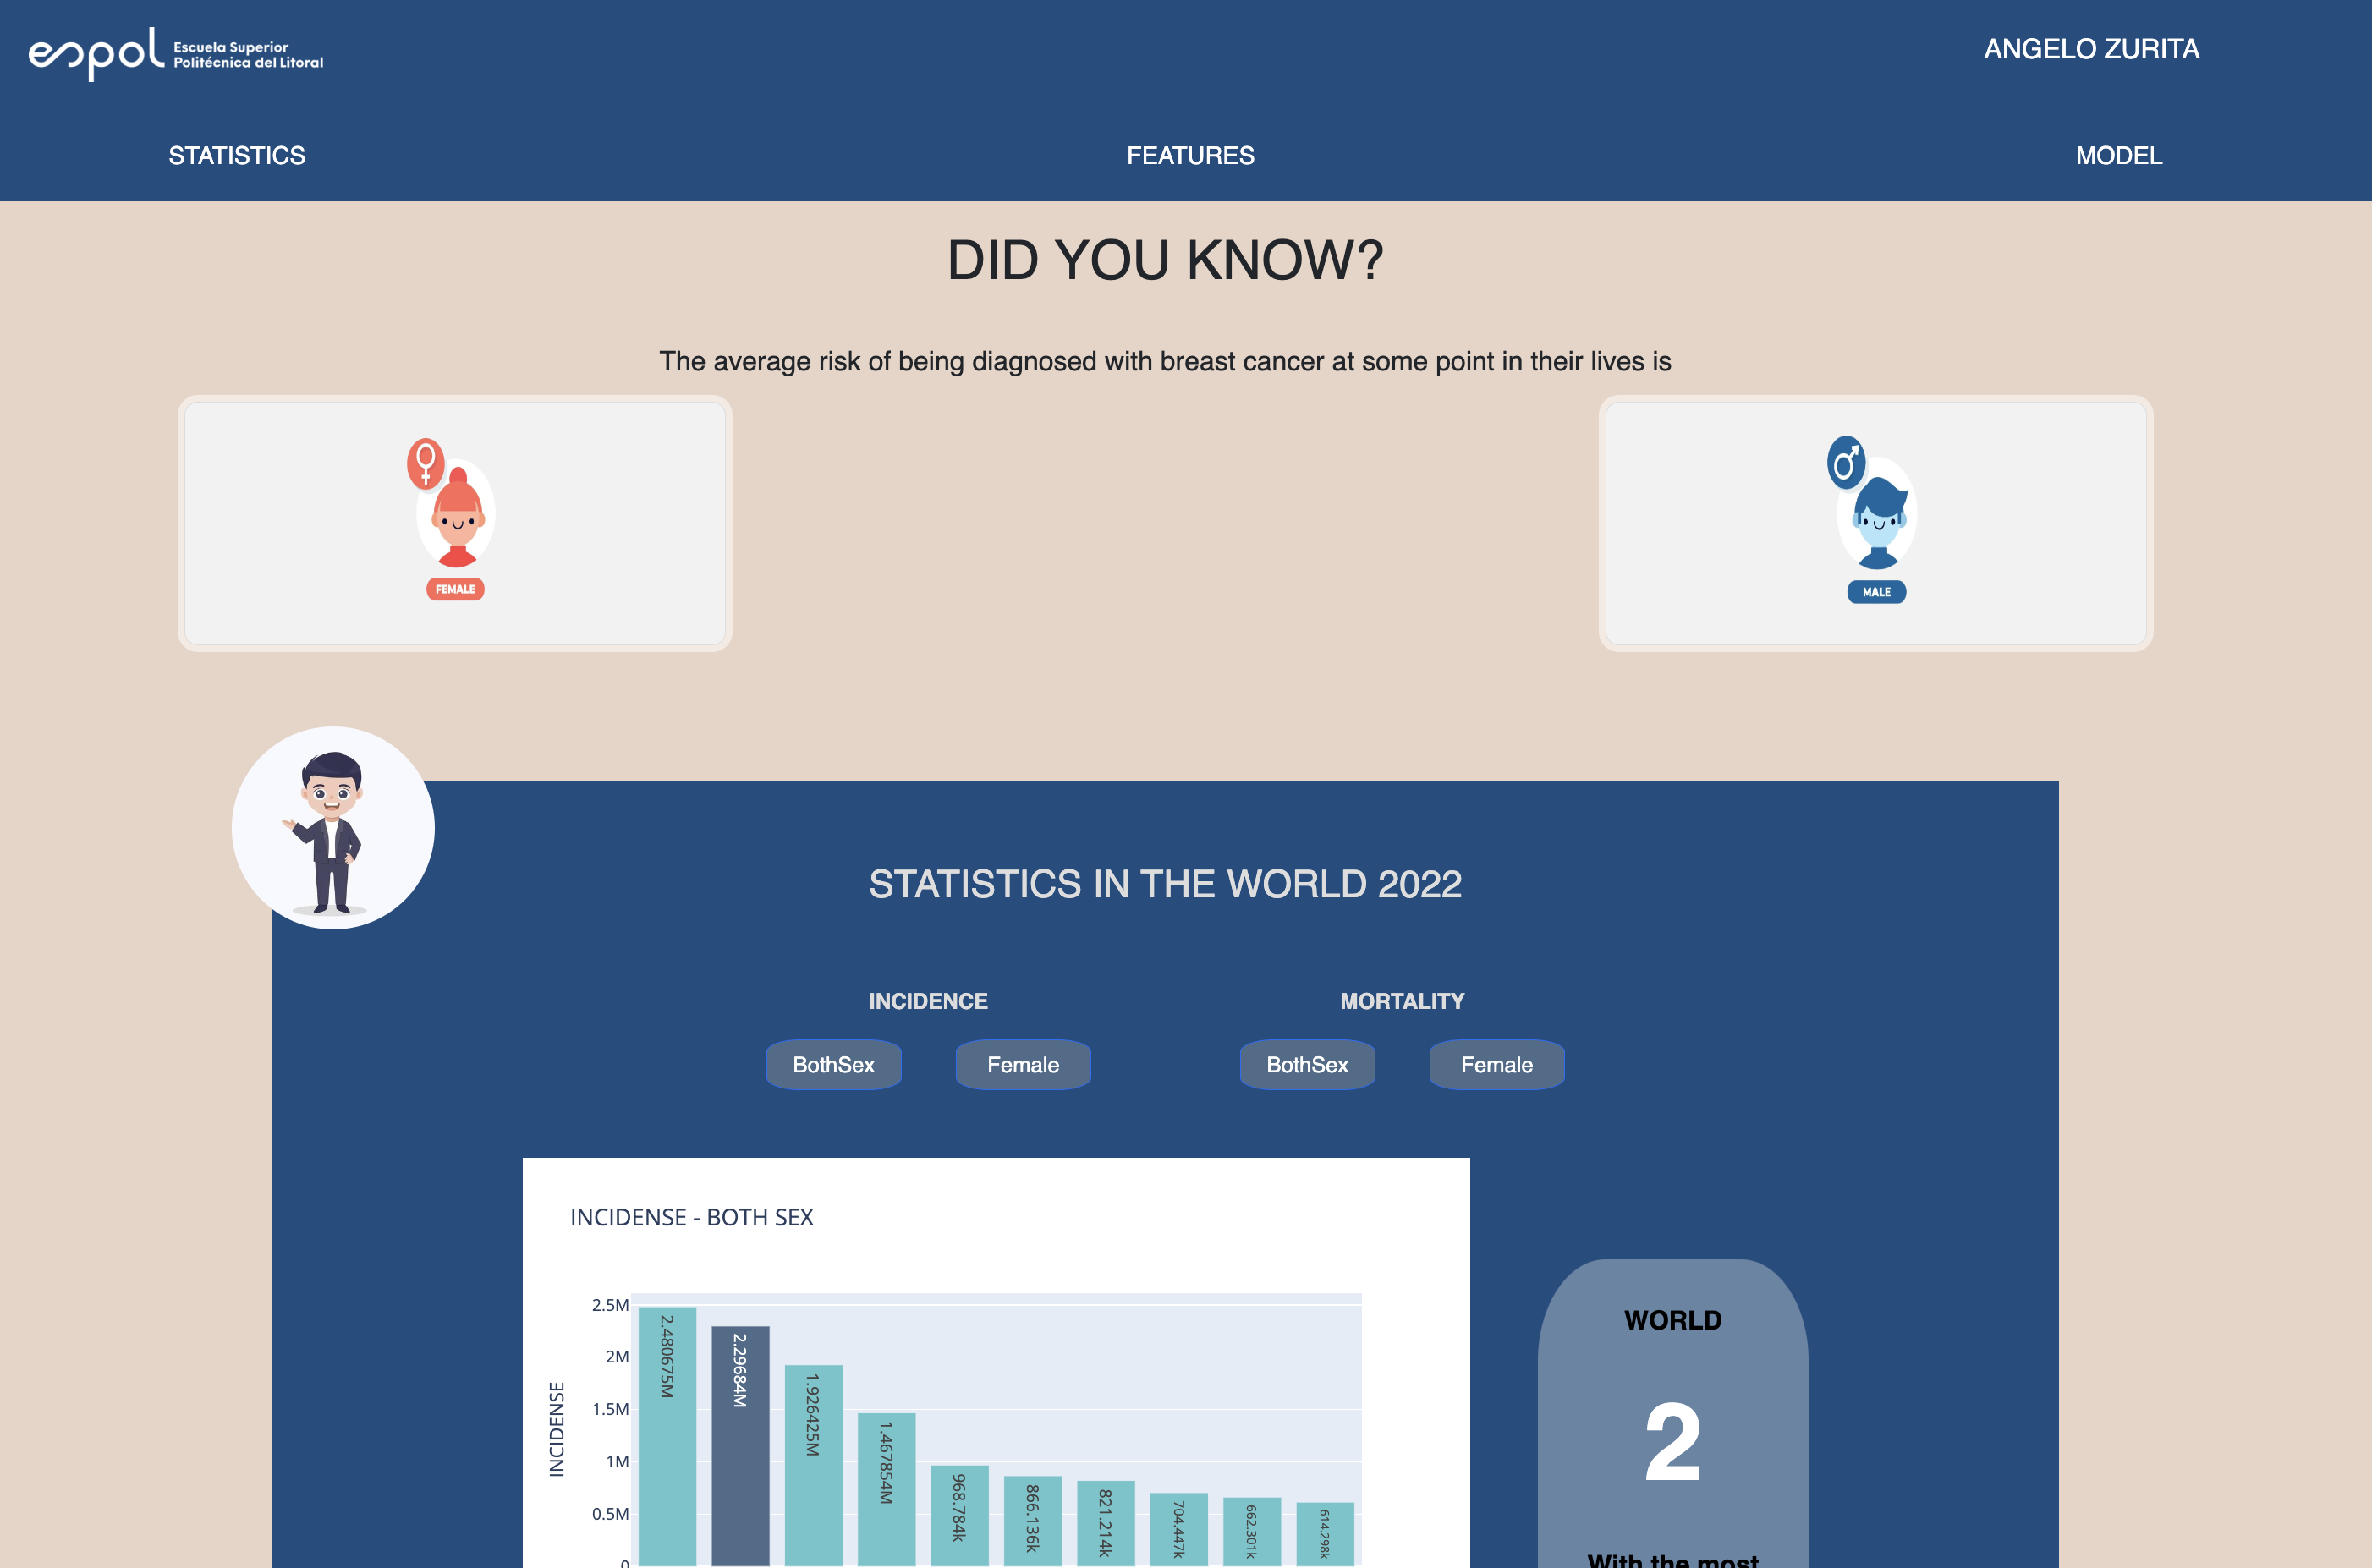 espol Escuela Superior
Politécnica del Litoral
ANGELO ZURITA
STATISTICS
FEATURES
MODEL
DID YOU KNOW?
The average risk of being diagnosed with breast cancer at some point in their lives is
FEMALE
MALE
STATISTICS IN THE WORLD 2022
INCIDENCE
MORTALITY
BothSex
Female
BothSex
Female
INCIDENSE - BOTH SEX
INCIDENSE
2.5M
2M
1.5M
1M
0.5M
0
2.480675M
2.29684M
1.926425M
1.467854M
968.784k
866.136k
821.214k
704.447k
662.301k
614.298k
WORLD
2
With the most